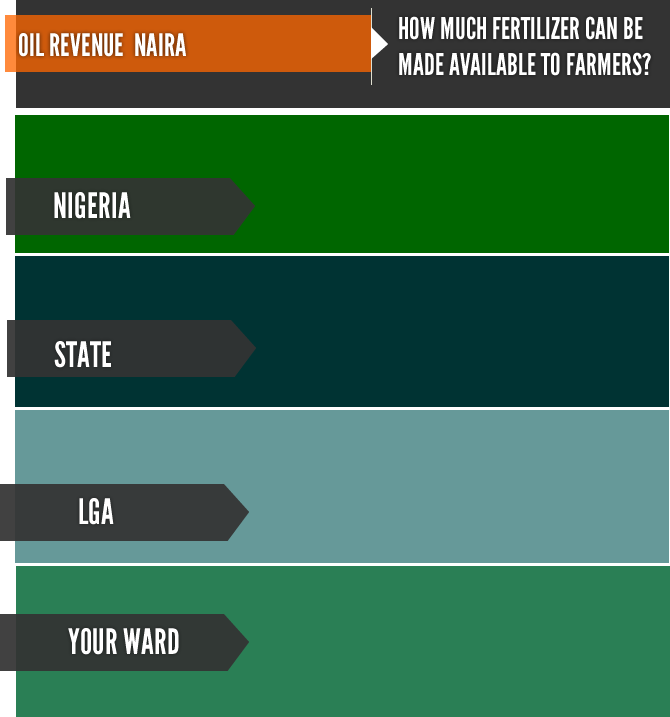 OIL REVENUE NAIRA
HOW MUCH FERTILIZER CAN BE
MADE AVAILABLE TO FARMERS?
NIGERIA
STATE
LGA
YOUR WARD